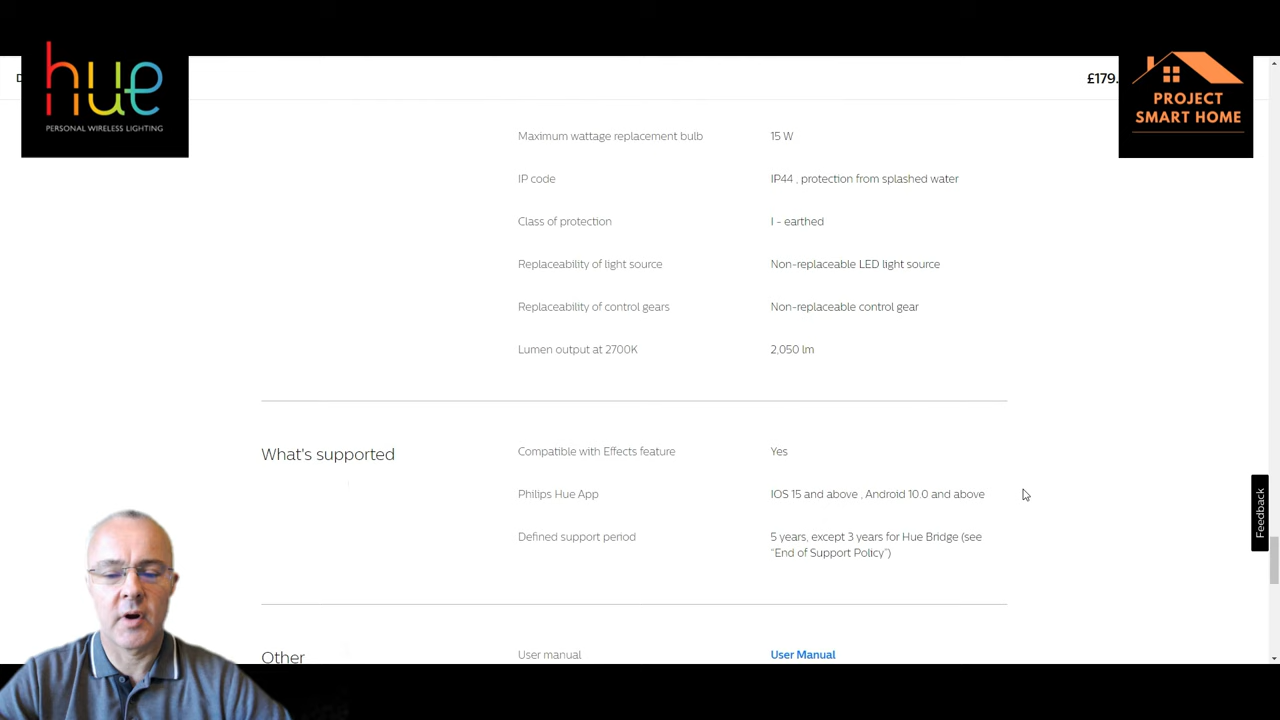 hue
PERSONAL WIRELESS LIGHTING
D
£179.
PROJECT
SMART HOME
Maximum wattage replacement bulb 15 W
IP code IP44 , protection from splashed water
Class of protection I - earthed
Replaceability of light source Non-replaceable LED light source
Replaceability of control gears Non-replaceable control gear
Lumen output at 2700K 2,050 lm
What's supported Compatible with Effects feature Yes
Philips Hue App IOS 15 and above , Android 10.0 and above
Defined support period 5 years, except 3 years for Hue Bridge (see
"End of Support Policy")
Feedback
Other User manual User Manual